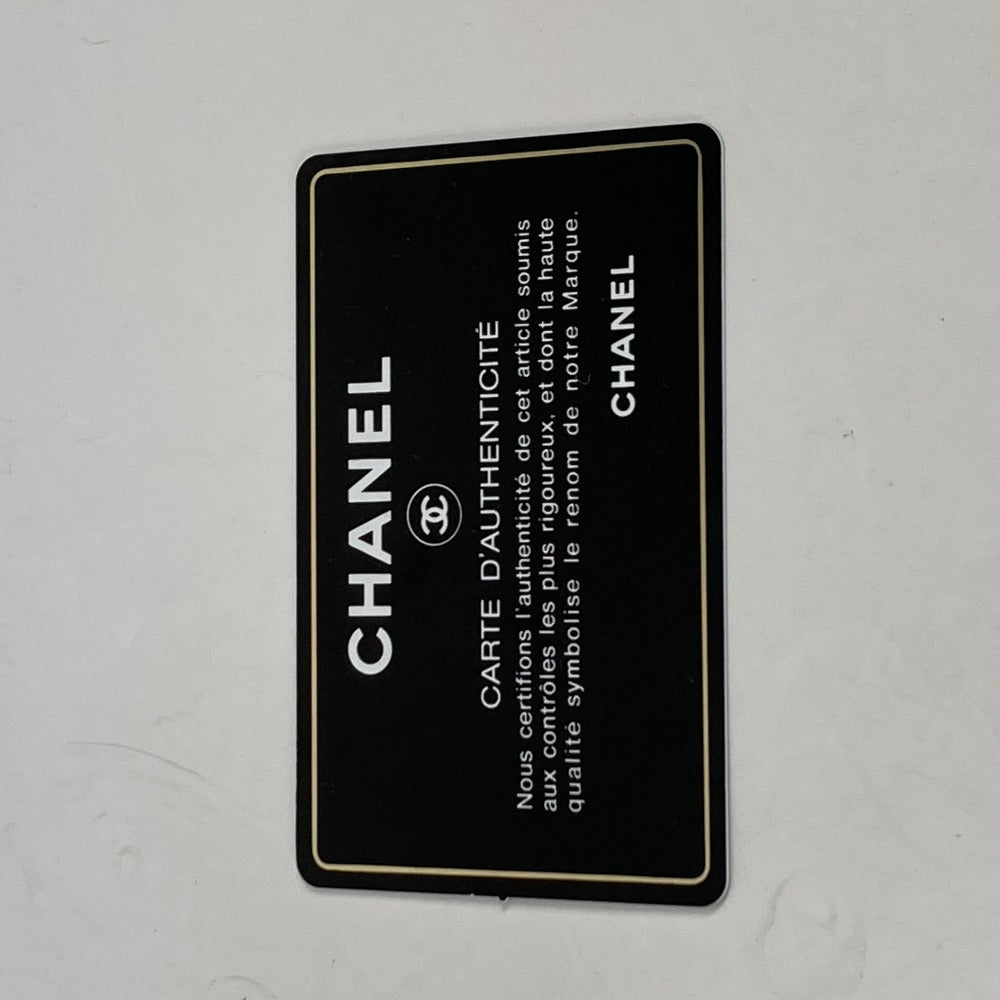 CHANEL
CARTE D'AUTHENTICITÉ
Nous certifions l'authenticité de cet article soumis
aux contrôles les plus rigoureux, et dont la haute
qualité symbolise le renom de notre Marque.
CHANEL